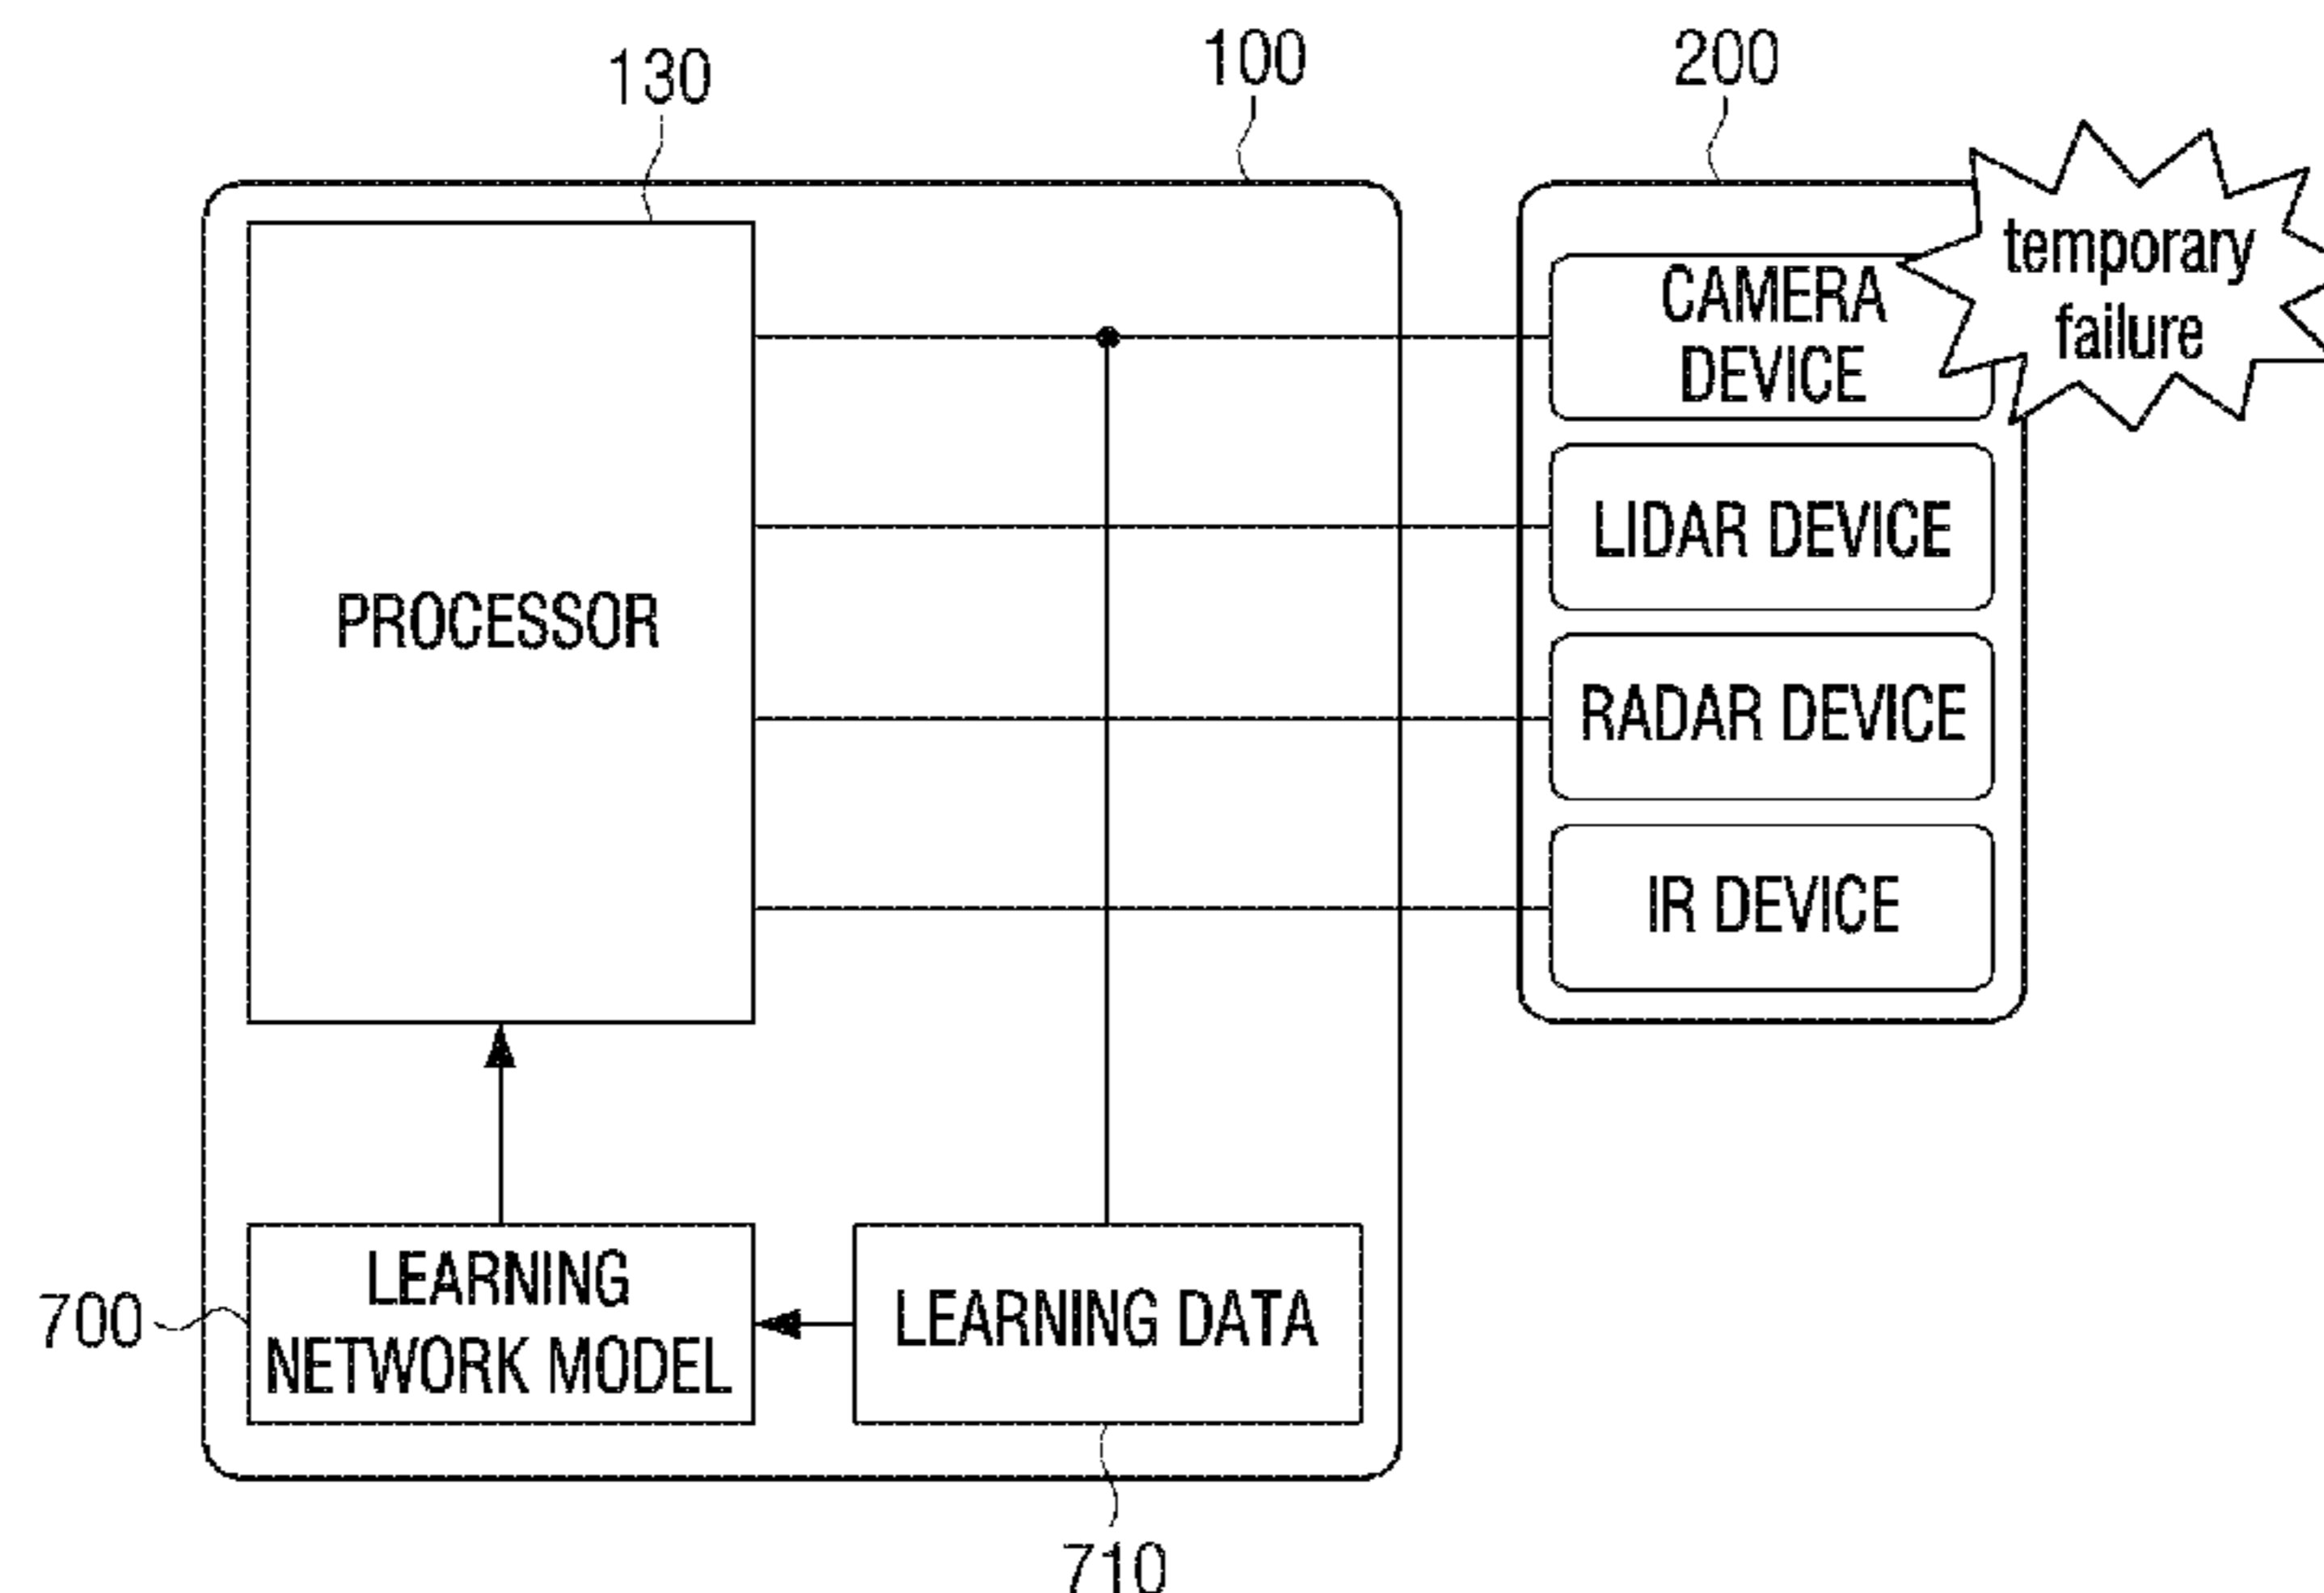 130
100
200
temporary
failure
CAMERA
DEVICE
LIDAR DEVICE
PROCESSOR
RADAR DEVICE
IR DEVICE
LEARNING
NETWORK MODEL
LEARNING DATA
700
710